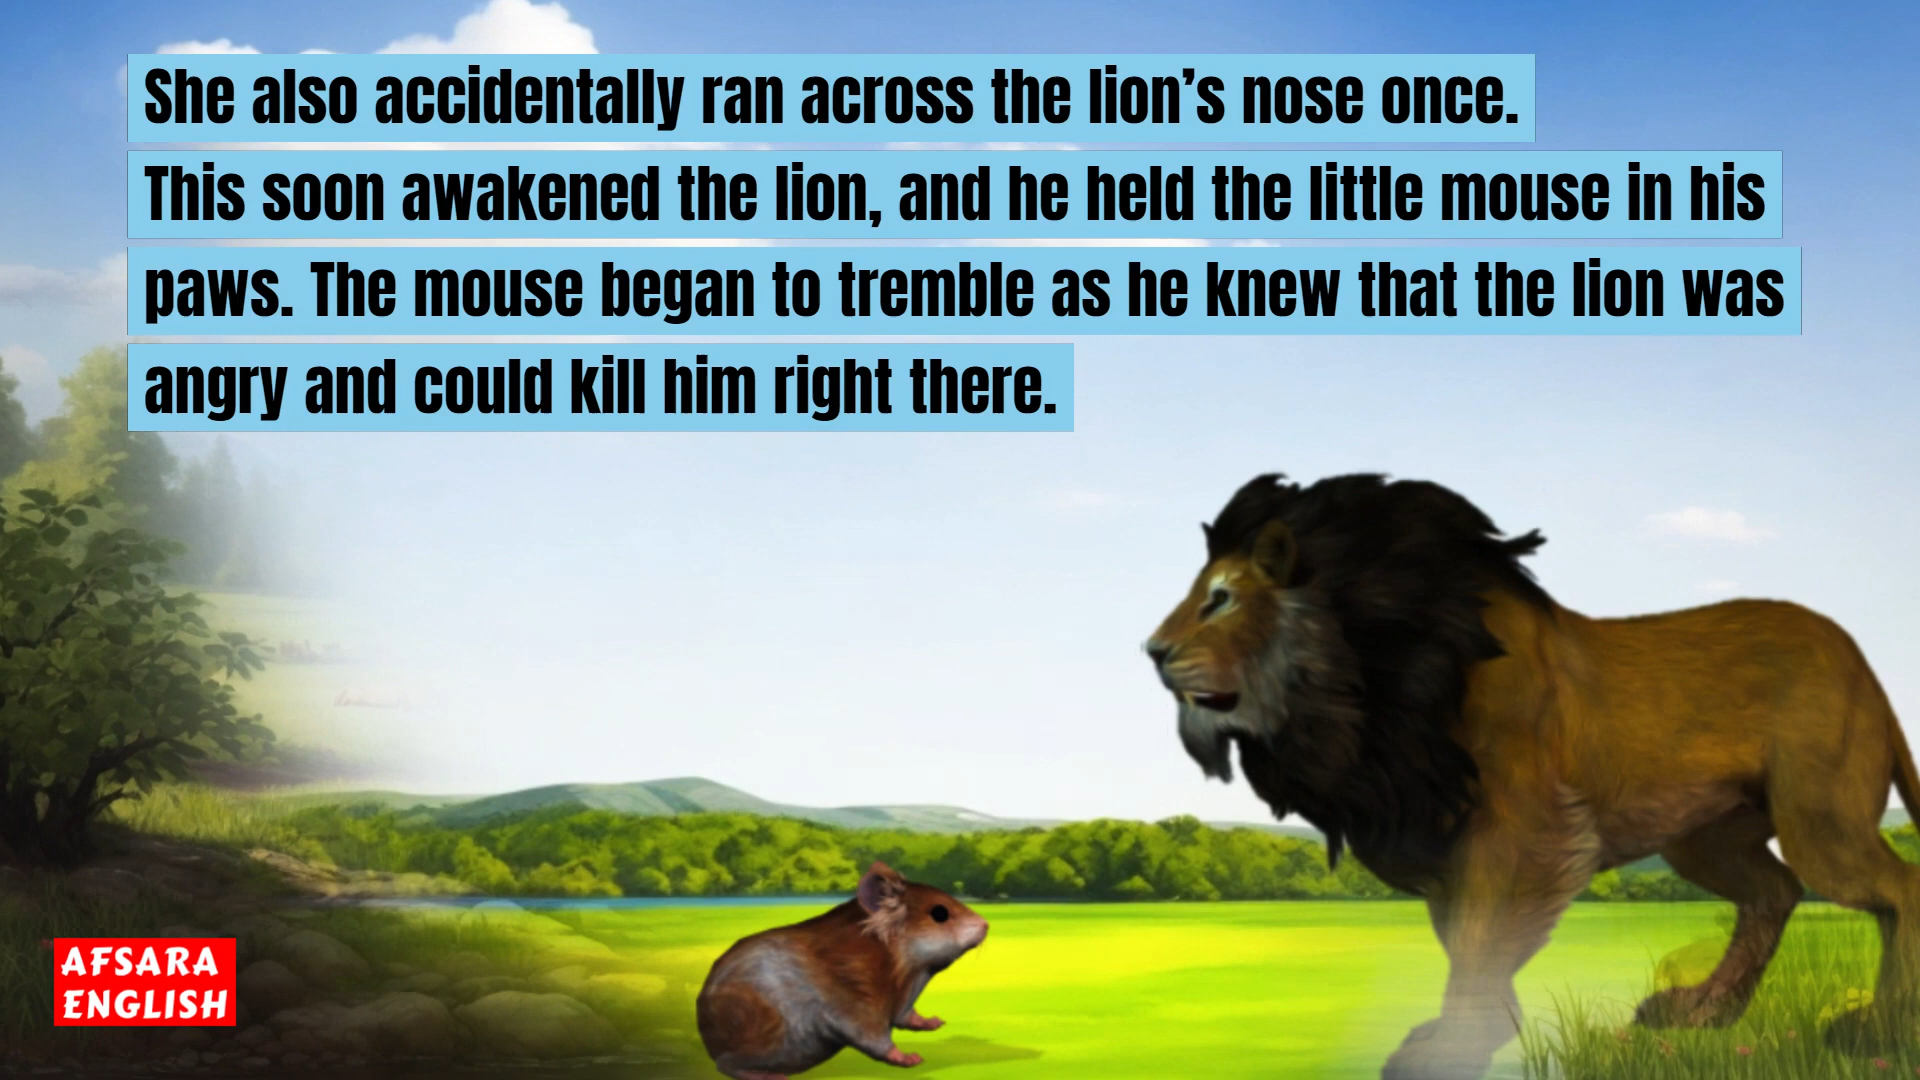 She also accidentally ran across the lion’s nose once.
This soon awakened the lion, and he held the little mouse in his
paws. The mouse began to tremble as he knew that the lion was
angry and could kill him right there.
AFSARA
ENGLISH